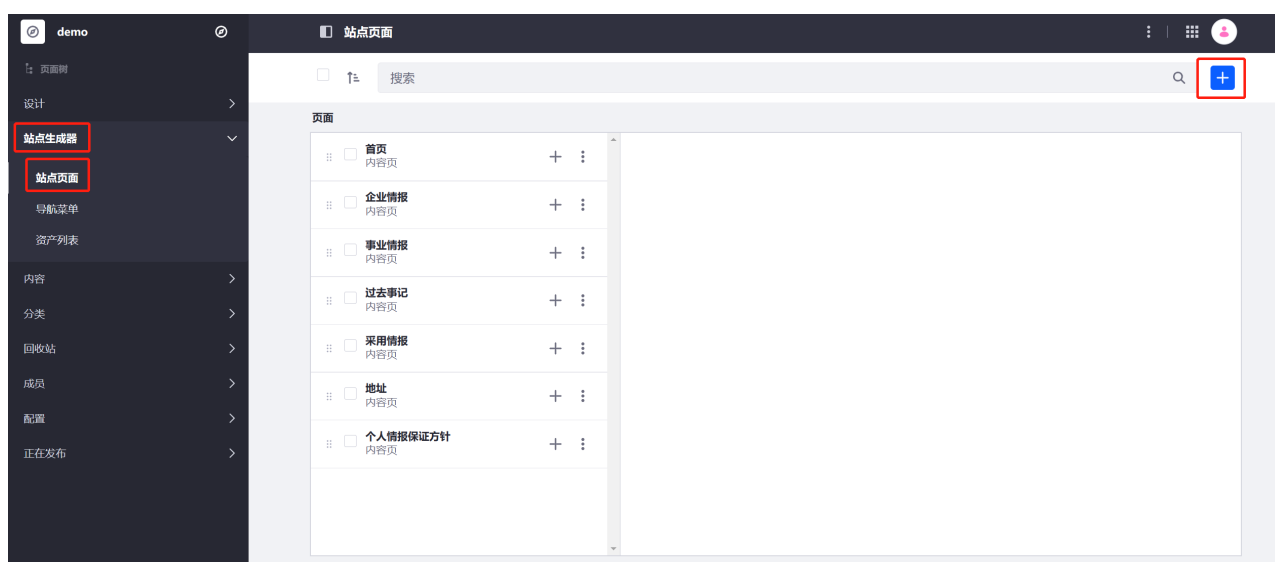 demo
页面树
设计
站点生成器
站点页面
导航菜单
资产列表
内容
分类
回收站
成员
配置
正在发布
站点页面
搜索
页面
首页
内容页
企业情报
内容页
事业情报
内容页
过去事记
内容页
采用情报
内容页
地址
内容页
个人情报保证方针
内容页